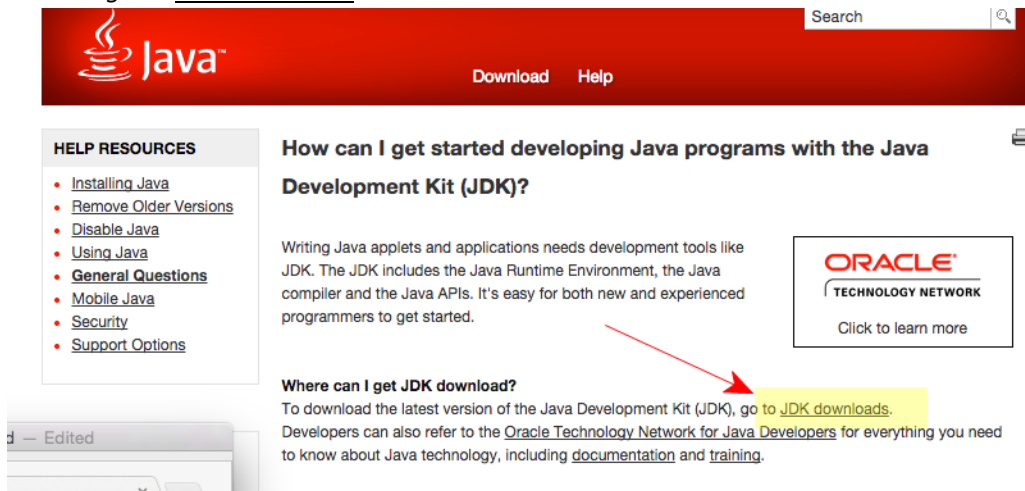 Java™
Search
Download Help
HELP RESOURCES
Installing Java
Remove Older Versions
Disable Java
Using Java
General Questions
Mobile Java
Security
Support Options
How can I get started developing Java programs with the Java
Development Kit (JDK)?
Writing Java applets and applications needs development tools like
JDK. The JDK includes the Java Runtime Environment, the Java
compiler and the Java APIs. It's easy for both new and experienced
programmers to get started.
ORACLE®
TECHNOLOGY NETWORK
Click to learn more
Where can I get JDK download?
To download the latest version of the Java Development Kit (JDK), go to JDK downloads.
Developers can also refer to the Oracle Technology Network for Java Developers for everything you need
to know about Java technology, including documentation and training.
— Edited